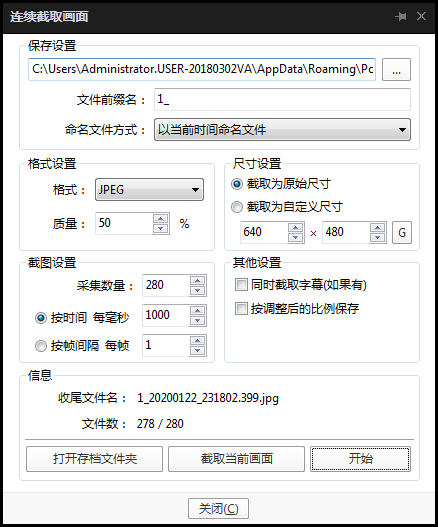 连续截取画面
保存设置
C:\Users\Administrator.USER-20180302VA\AppData\Roaming\Pc
...
文件前缀名： 1_
命名文件方式： 以当前时间命名文件
格式设置
格式： JPEG
质量： 50 %
尺寸设置
截取为原始尺寸
截取为自定义尺寸
640 × 480 G
截图设置
采集数量： 280
按时间 每毫秒 1000
按帧间隔 每帧 1
其他设置
同时截取字幕(如果有)
按调整后的比例保存
信息
收尾文件名： 1_20200122_231802.399.jpg
文件数： 278 / 280
打开存档文件夹 截取当前画面 开始
关闭(C)